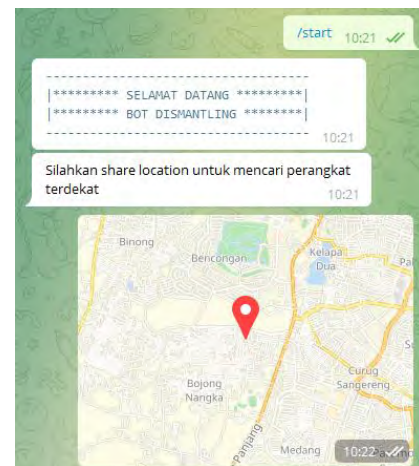 /start 10:21
---------------------------------
|********* SELAMAT DATANG *********|
|********* BOT DISMANTLING ********|
---------------------------------
10:21
Silahkan share location untuk mencari perangkat
terdekat
10:21
Binong
Bencongan
Kelapa
Dua
Curug
Sangereng
Bojong
Nangka
Panjang
Medang
10:22